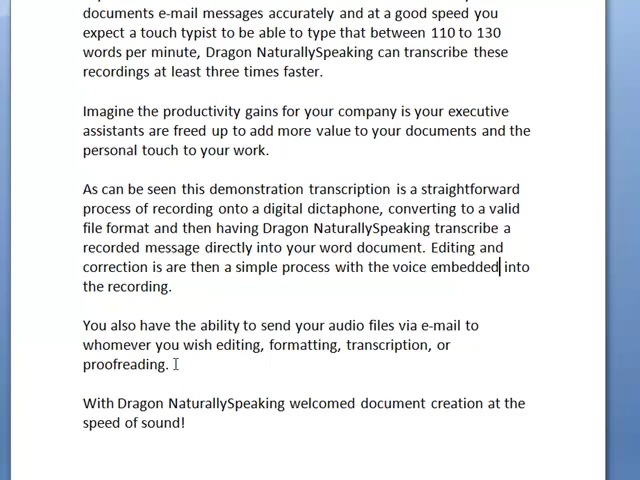 documents e-mail messages accurately and at a good speed you
expect a touch typist to be able to type that between 110 to 130
words per minute, Dragon NaturallySpeaking can transcribe these
recordings at least three times faster.
Imagine the productivity gains for your company is your executive
assistants are freed up to add more value to your documents and the
personal touch to your work.
As can be seen this demonstration transcription is a straightforward
process of recording onto a digital dictaphone, converting to a valid
file format and then having Dragon NaturallySpeaking transcribe a
recorded message directly into your word document. Editing and
correction is are then a simple process with the voice embedded into
the recording.
You also have the ability to send your audio files via e-mail to
whomever you wish editing, formatting, transcription, or
proofreading.
With Dragon NaturallySpeaking welcomed document creation at the
speed of sound!